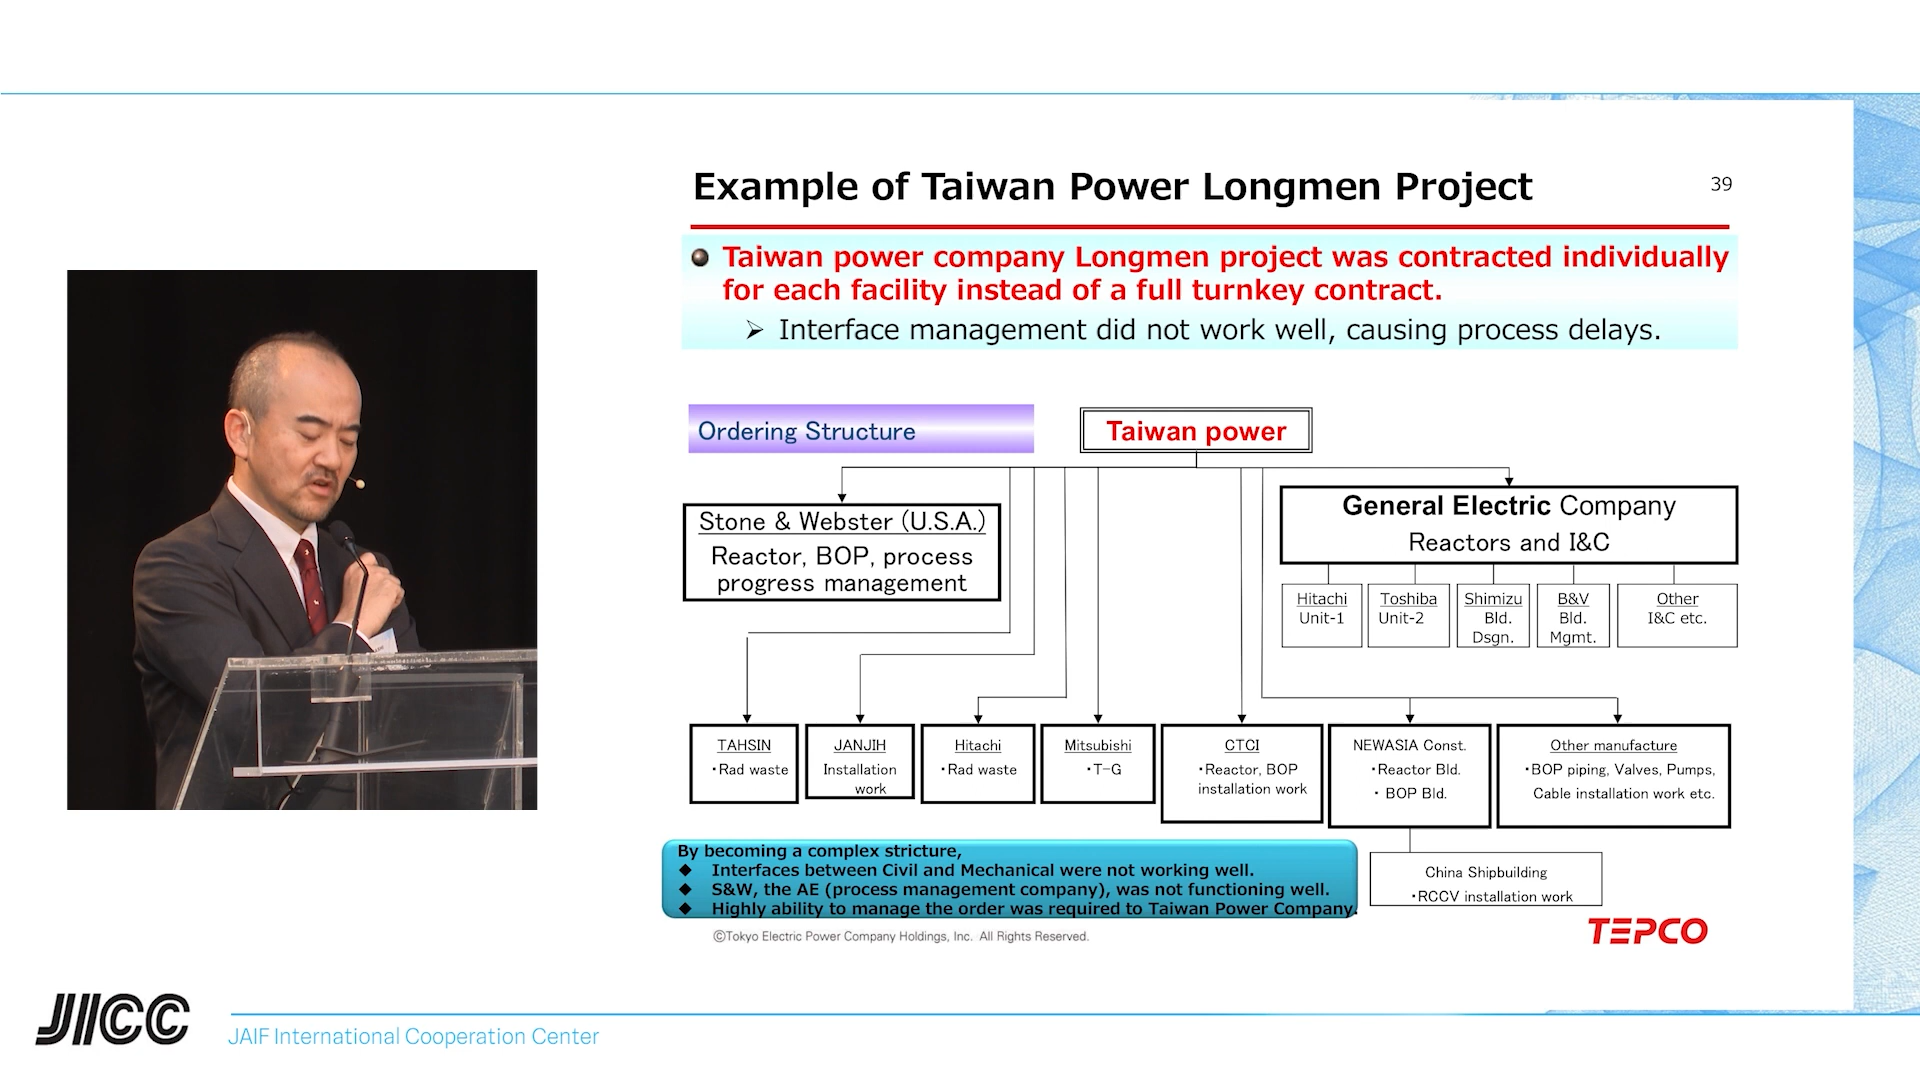 Example of Taiwan Power Longmen Project
39
Taiwan power company Longmen project was contracted individually
for each facility instead of a full turnkey contract.
➢ Interface management did not work well, causing process delays.
Ordering Structure
Taiwan power
Stone & Webster (U.S.A.)
Reactor, BOP, process
progress management
General Electric Company
Reactors and I&C
Hitachi
Unit-1
Toshiba
Unit-2
Shimizu
Bld.
Dsgn.
B&V
Bld.
Mgmt.
Other
I&C etc.
TAHSIN
・Rad waste
JANJIH
Installation
work
Hitachi
・Rad waste
Mitsubishi
・T-G
CTCI
・Reactor, BOP
installation work
NEWASIA Const.
・Reactor Bld.
・ BOP Bld.
Other manufacture
・BOP piping, Valves, Pumps,
Cable installation work etc.
China Shipbuilding
・RCCV installation work
By becoming a complex stricture,
◆ Interfaces between Civil and Mechanical were not working well.
◆ S&W, the AE (process management company), was not functioning well.
◆ Highly ability to manage the order was required to Taiwan Power Company.
©Tokyo Electric Power Company Holdings, Inc. All Rights Reserved.
TEPCO
JICC
JAIF International Cooperation Center